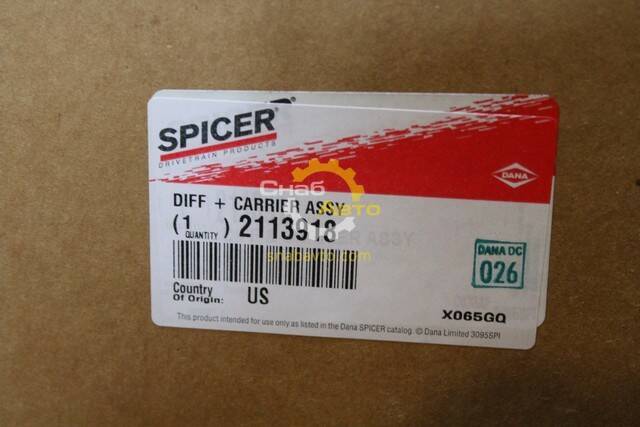 SPICER®
DRIVETRAIN PRODUCTS
DANA
DIFF + CARRIER ASSY
(1 QUANTITY) 2113918
Снаб
Авто
snabavto.com
DANA DC
026
Country
Of Origin: US
X065GQ
This product intended for use only as listed in the Dana SPICER catalog. © Dana Limited 3095SPI